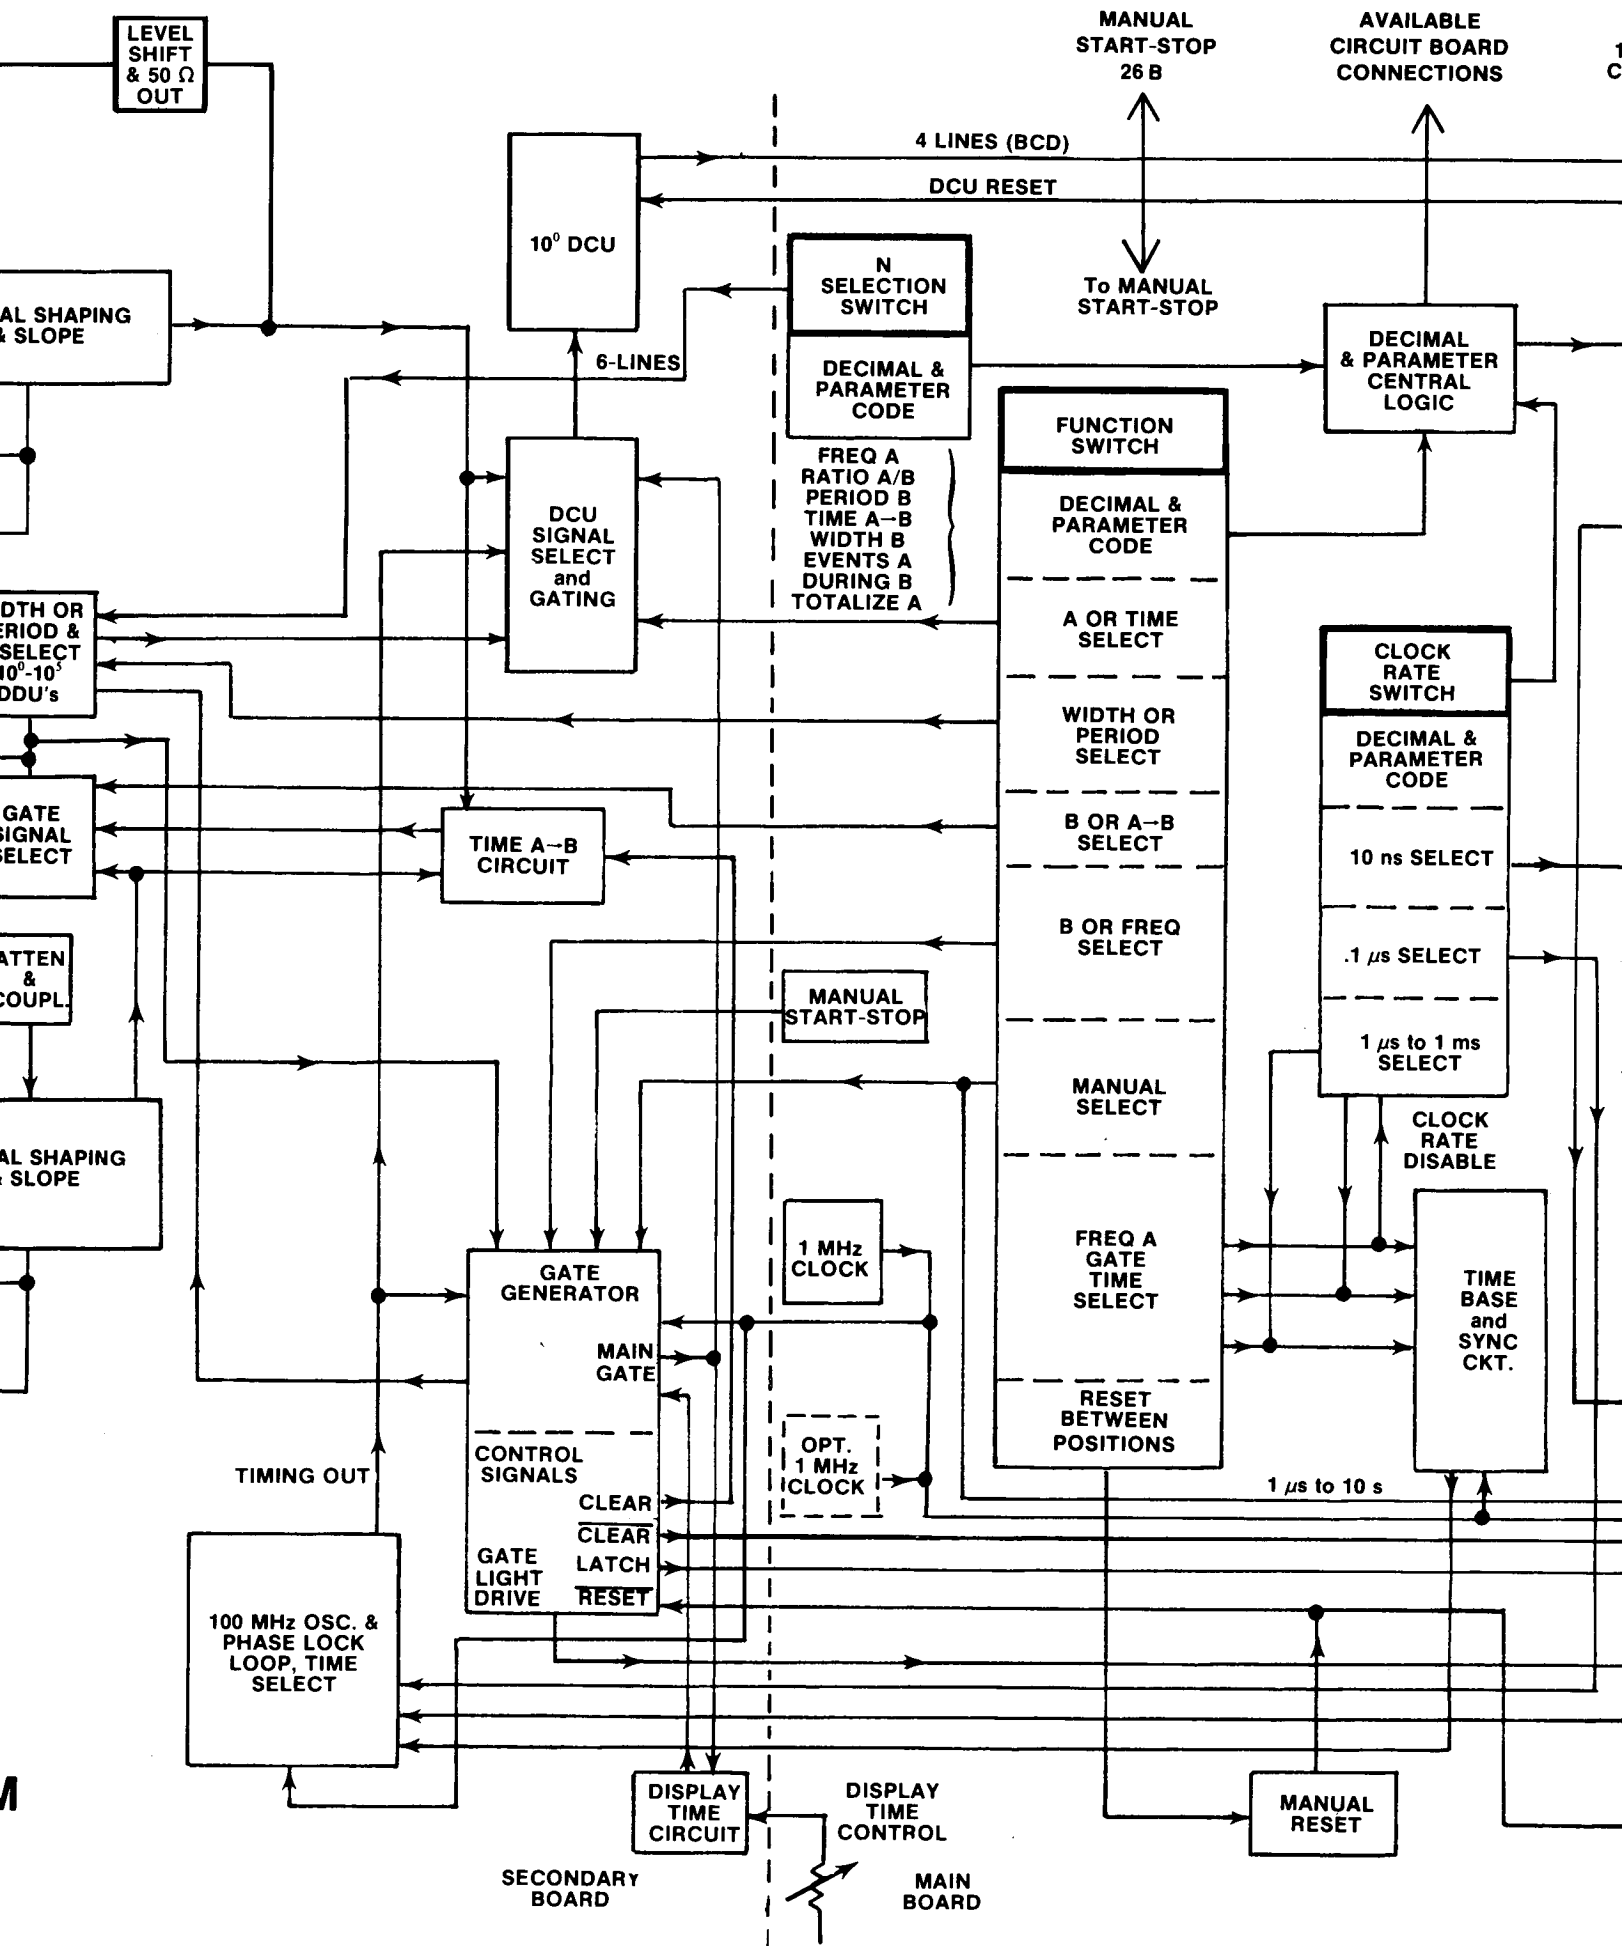 LEVEL
SHIFT
& 50 Ω
OUT
MANUAL
START-STOP
26 B
AVAILABLE
CIRCUIT BOARD
CONNECTIONS
4 LINES (BCD)
DCU RESET
10⁰ DCU
N
SELECTION
SWITCH
DECIMAL &
PARAMETER
CODE
To MANUAL
START-STOP
DECIMAL
& PARAMETER
CENTRAL
LOGIC
AL SHAPING
& SLOPE
6-LINES
FUNCTION
SWITCH
DECIMAL &
PARAMETER
CODE
A OR TIME
SELECT
WIDTH OR
PERIOD
SELECT
B OR A→B
SELECT
B OR FREQ
SELECT
MANUAL
SELECT
FREQ A
GATE
TIME
SELECT
RESET
BETWEEN
POSITIONS
FREQ A
RATIO A/B
PERIOD B
TIME A→B
WIDTH B
EVENTS A
DURING B
TOTALIZE A
DCU
SIGNAL
SELECT
and
GATING
DTH OR
ERIOD &
SELECT
10⁰-10⁵
DDU's
CLOCK
RATE
SWITCH
DECIMAL &
PARAMETER
CODE
10 ns SELECT
.1 µs SELECT
1 µs to 1 ms
SELECT
CLOCK
RATE
DISABLE
GATE
SIGNAL
SELECT
TIME A→B
CIRCUIT
ATTEN
&
COUPL.
MANUAL
START-STOP
AL SHAPING
& SLOPE
1 MHz
CLOCK
OPT.
1 MHz
CLOCK
TIME
BASE
and
SYNC
CKT.
GATE
GENERATOR
MAIN
GATE
CONTROL
SIGNALS
CLEAR
CLEAR
LATCH
RESET
GATE
LIGHT
DRIVE
TIMING OUT
1 µs to 10 s
100 MHz OSC. &
PHASE LOCK
LOOP, TIME
SELECT
DISPLAY
TIME
CIRCUIT
DISPLAY
TIME
CONTROL
MANUAL
RESET
SECONDARY
BOARD
MAIN
BOARD
M